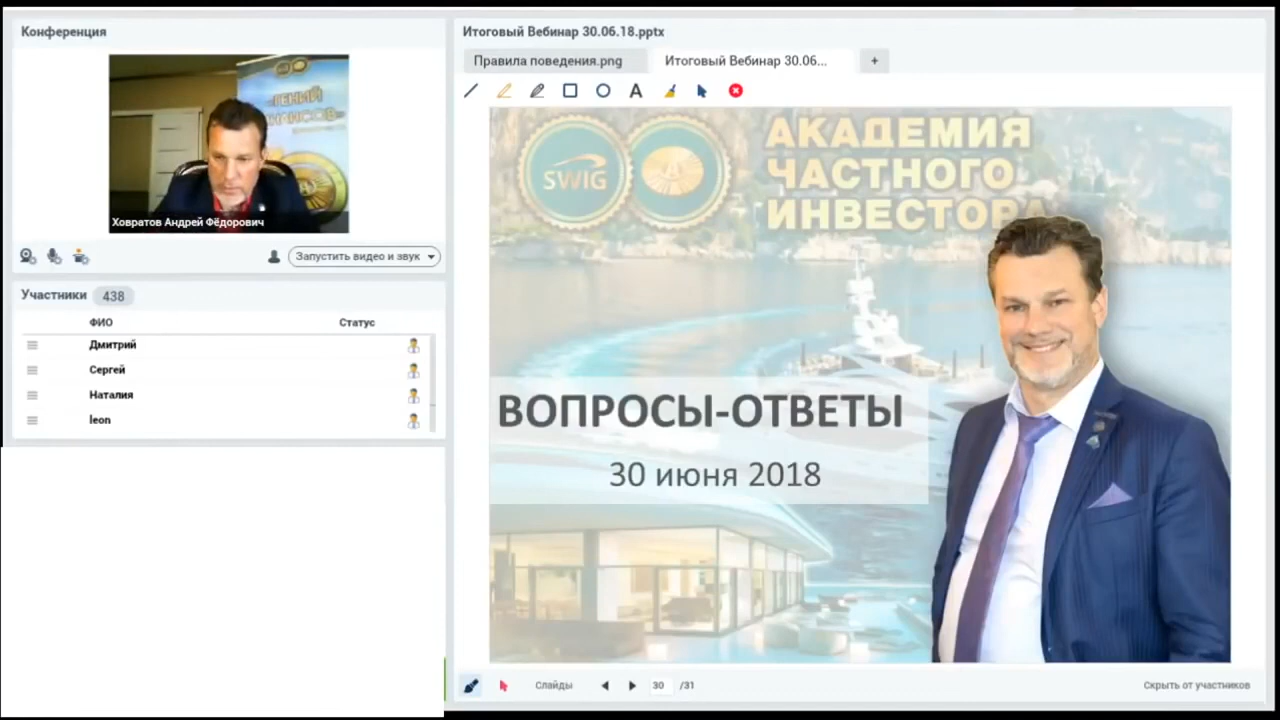 Конференция
«ГЕНИЙ
ФИНАНСОВ»
Ховратов Андрей Фёдорович
Запустить видео и звук
Участники 438
ФИО Статус
Дмитрий
Сергей
Наталия
leon
Итоговый Вебинар 30.06.18.pptx
Правила поведения.png Итоговый Вебинар 30.06... +
A
SWIG
АКАДЕМИЯ
ЧАСТНОГО
ИНВЕСТОРА
ВОПРОСЫ-ОТВЕТЫ
30 июня 2018
Слайды 30 /31 Скрыть от участников